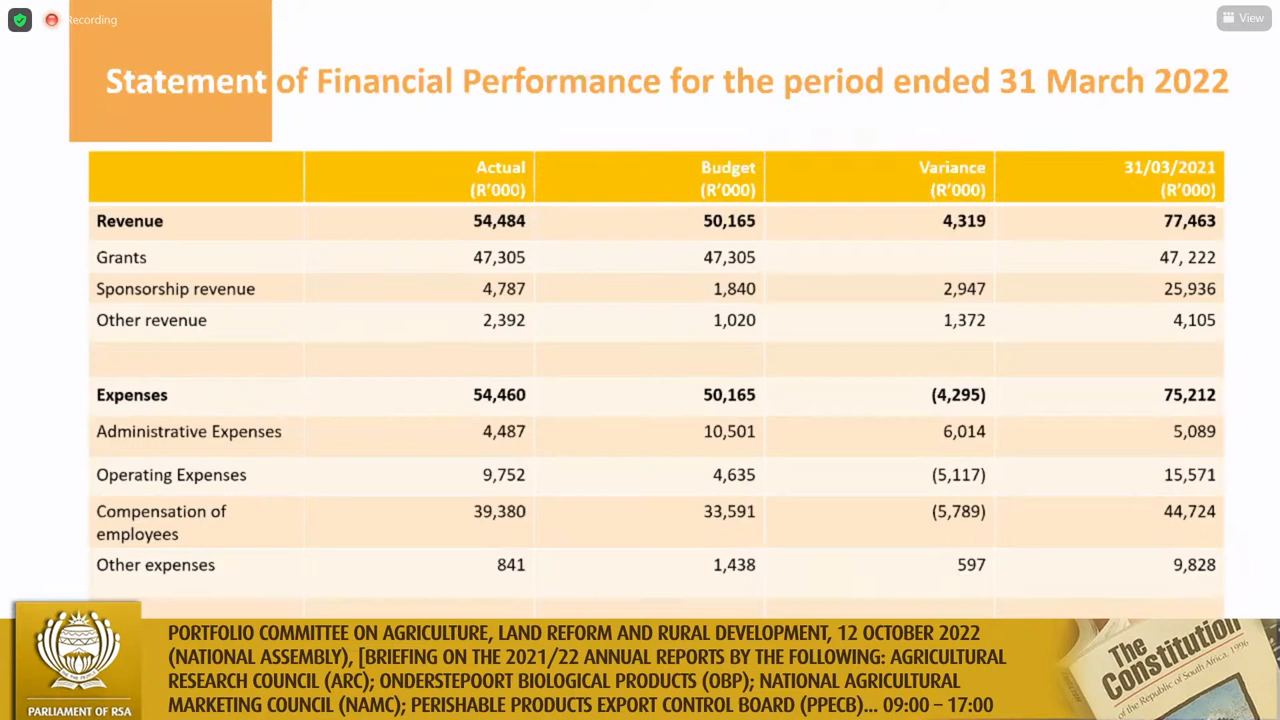 Recording
View
Statement of Financial Performance for the period ended 31 March 2022
Actual (R'000) Budget (R'000) Variance (R'000) 31/03/2021 (R'000)
Revenue 54,484 50,165 4,319 77,463
Grants 47,305 47,305 47, 222
Sponsorship revenue 4,787 1,840 2,947 25,936
Other revenue 2,392 1,020 1,372 4,105
Expenses 54,460 50,165 (4,295) 75,212
Administrative Expenses 4,487 10,501 6,014 5,089
Operating Expenses 9,752 4,635 (5,117) 15,571
Compensation of employees 39,380 33,591 (5,789) 44,724
Other expenses 841 1,438 597 9,828
PORTFOLIO COMMITTEE ON AGRICULTURE, LAND REFORM AND RURAL DEVELOPMENT, 12 OCTOBER 2022
(NATIONAL ASSEMBLY), [BRIEFING ON THE 2021/22 ANNUAL REPORTS BY THE FOLLOWING: AGRICULTURAL
RESEARCH COUNCIL (ARC); ONDERSTEPOORT BIOLOGICAL PRODUCTS (OBP); NATIONAL AGRICULTURAL
MARKETING COUNCIL (NAMC); PERISHABLE PRODUCTS EXPORT CONTROL BOARD (PPECB)... 09:00 – 17:00
PARLIAMENT OF RSA
The
Constitution
of the Republic of South Africa, 1996